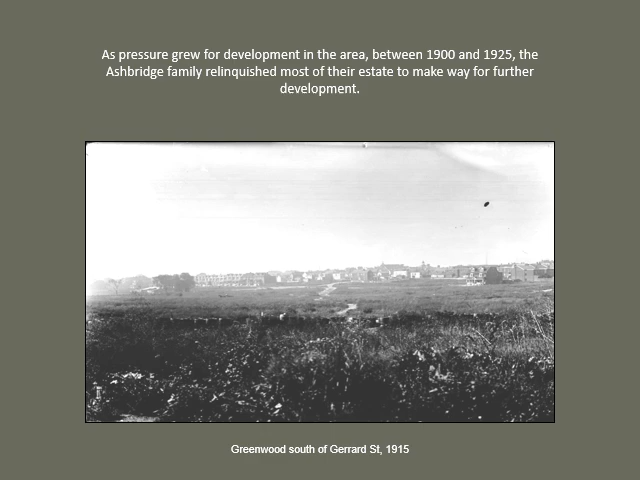 As pressure grew for development in the area, between 1900 and 1925, the
Ashbridge family relinquished most of their estate to make way for further
development.
Greenwood south of Gerrard St, 1915